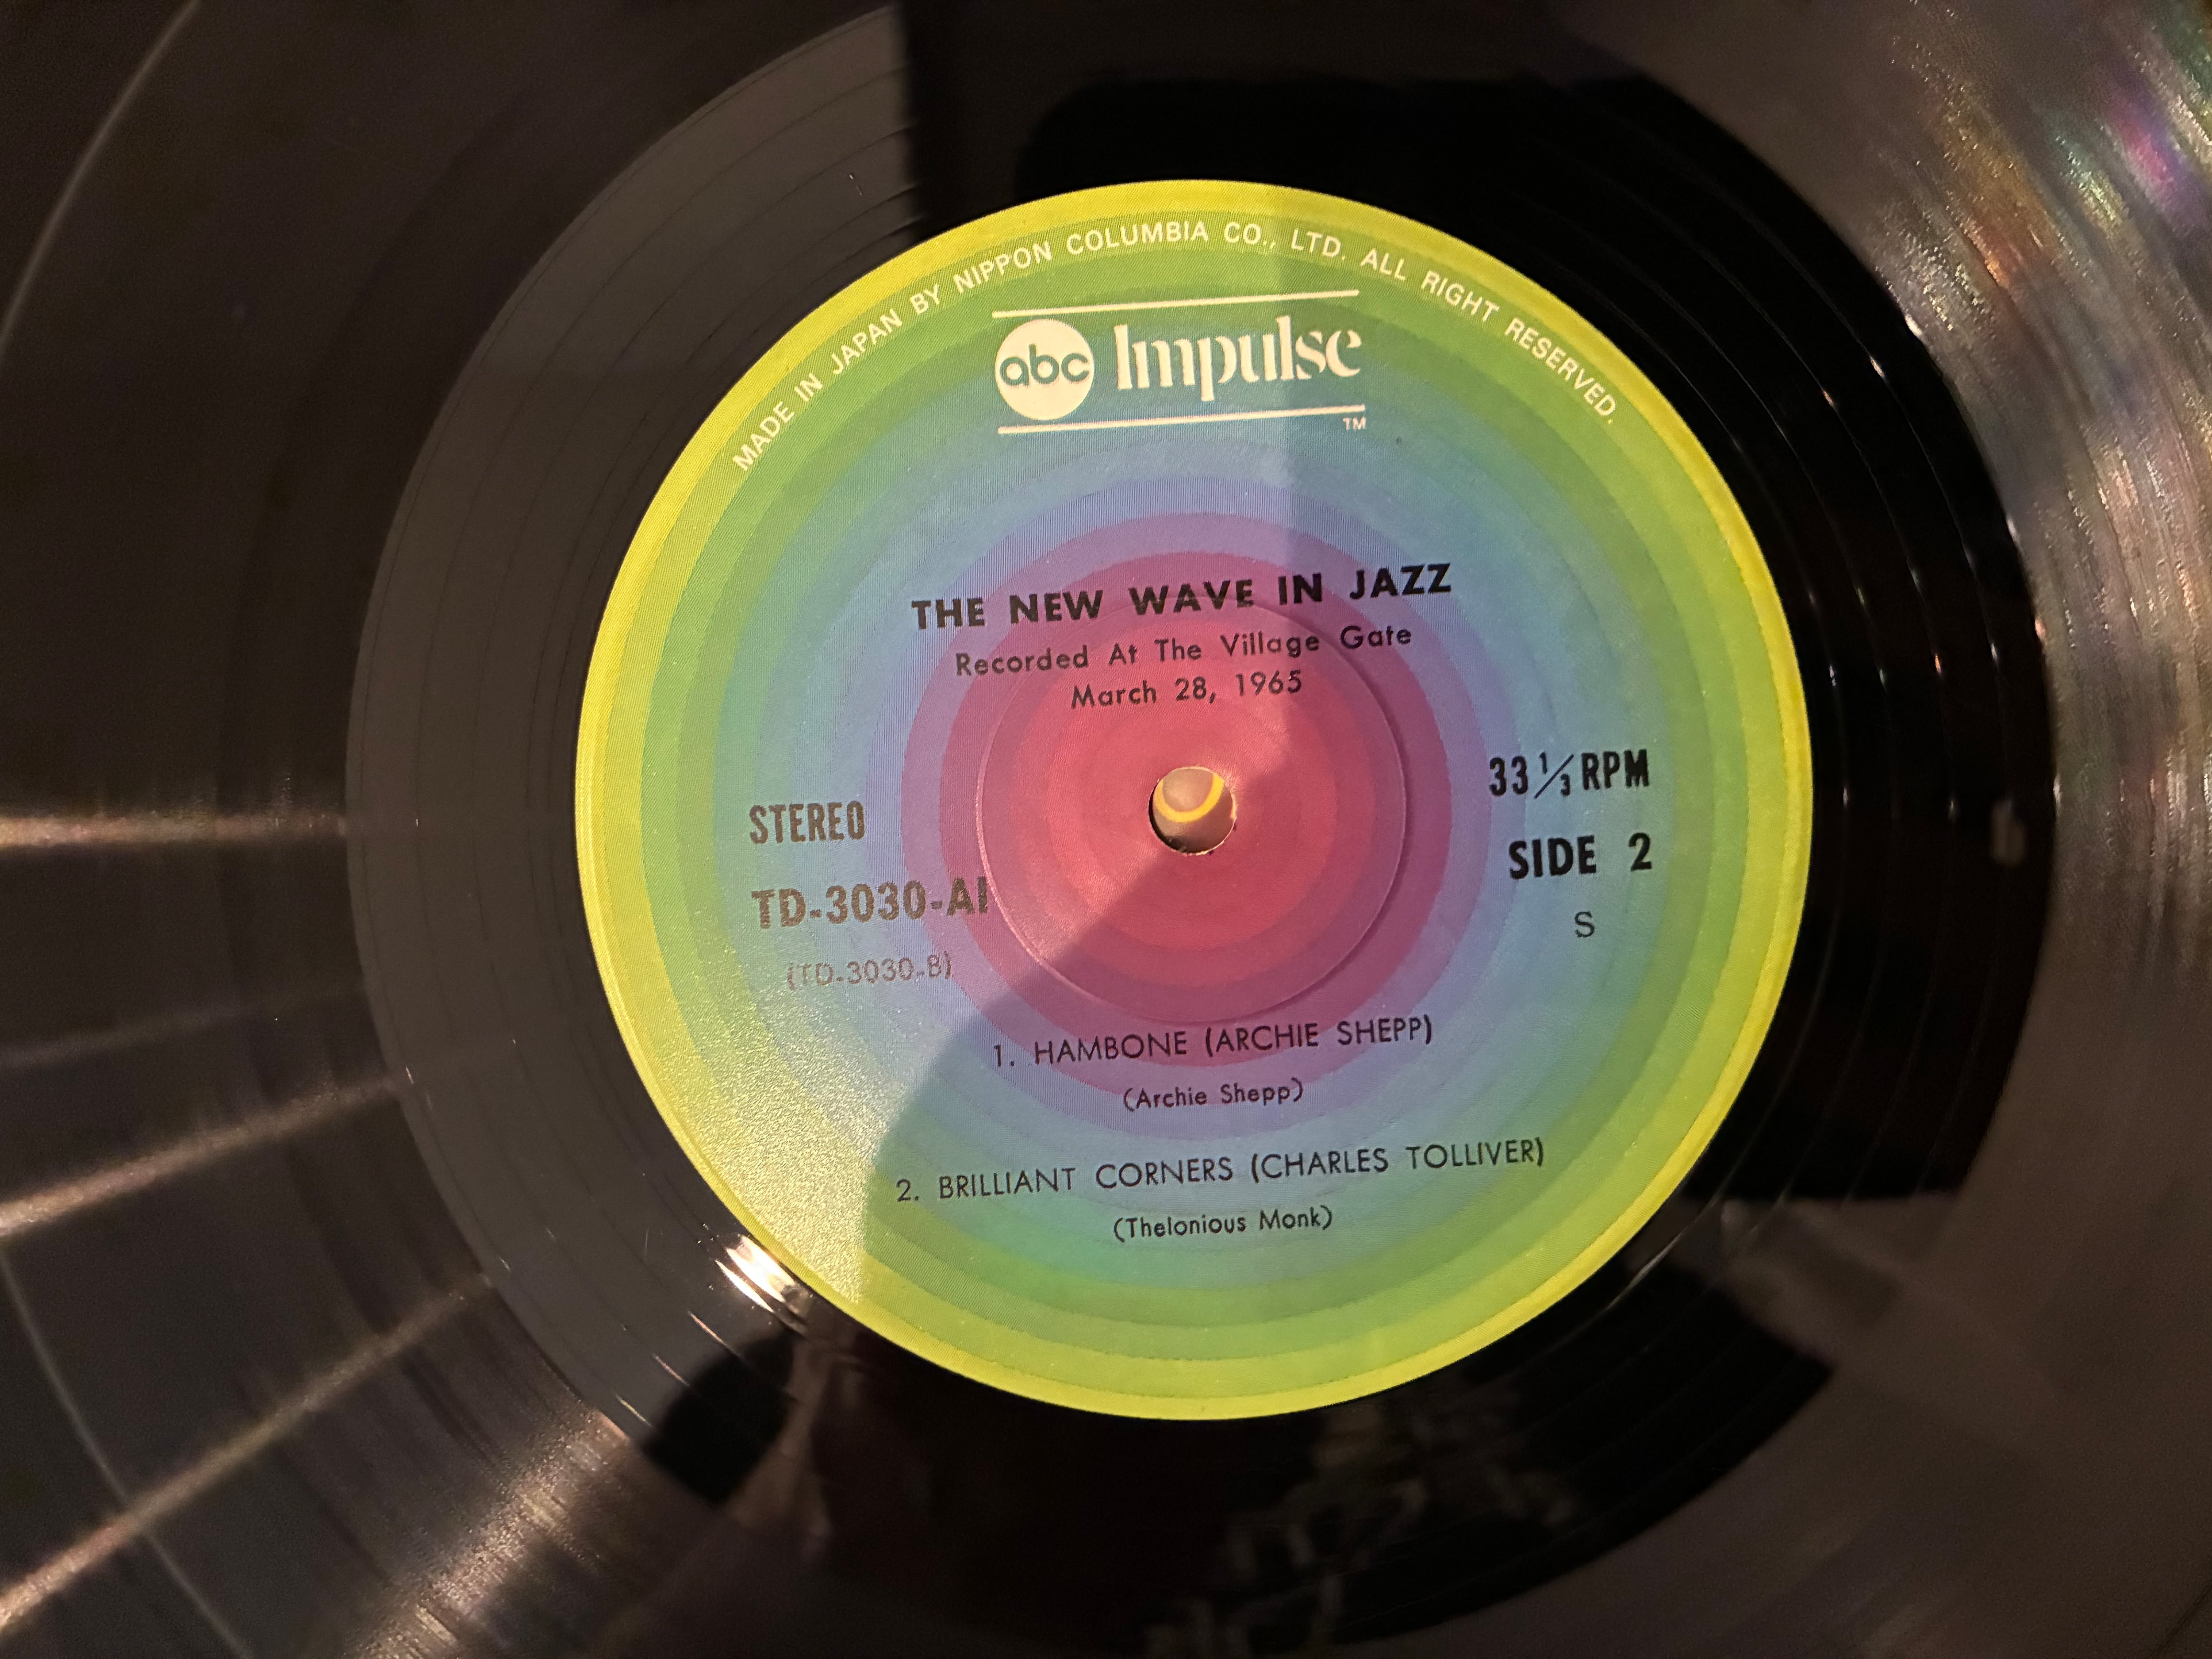 MADE IN JAPAN BY NIPPON COLUMBIA CO., LTD. ALL RIGHT RESERVED.
abc Impulse
TM
THE NEW WAVE IN JAZZ
Recorded At The Village Gate
March 28, 1965
STEREO
TD-3030-AI
(TD-3030-B)
33 1/3 RPM
SIDE 2
S
1. HAMBONE (ARCHIE SHEPP)
(Archie Shepp)
2. BRILLIANT CORNERS (CHARLES TOLLIVER)
(Thelonious Monk)